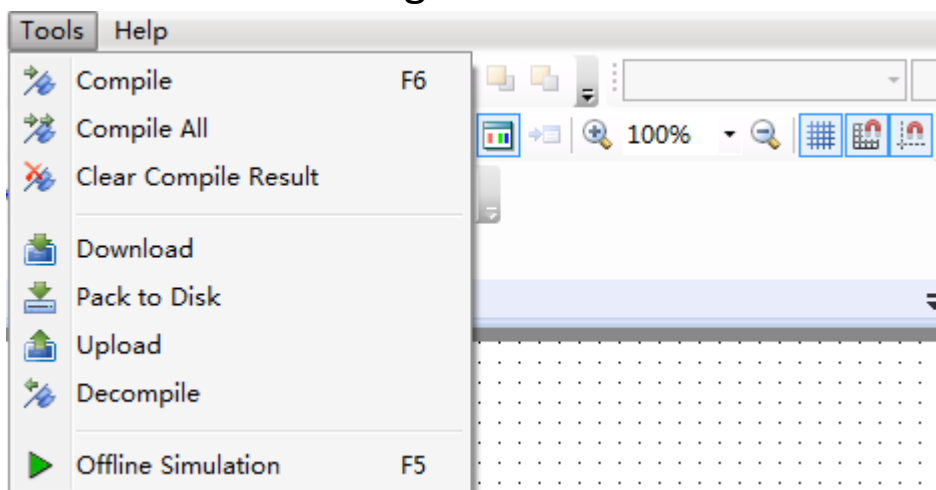 Tools Help
Compile F6
Compile All
100%
Clear Compile Result
Download
Pack to Disk
Upload
Decompile
Offline Simulation F5